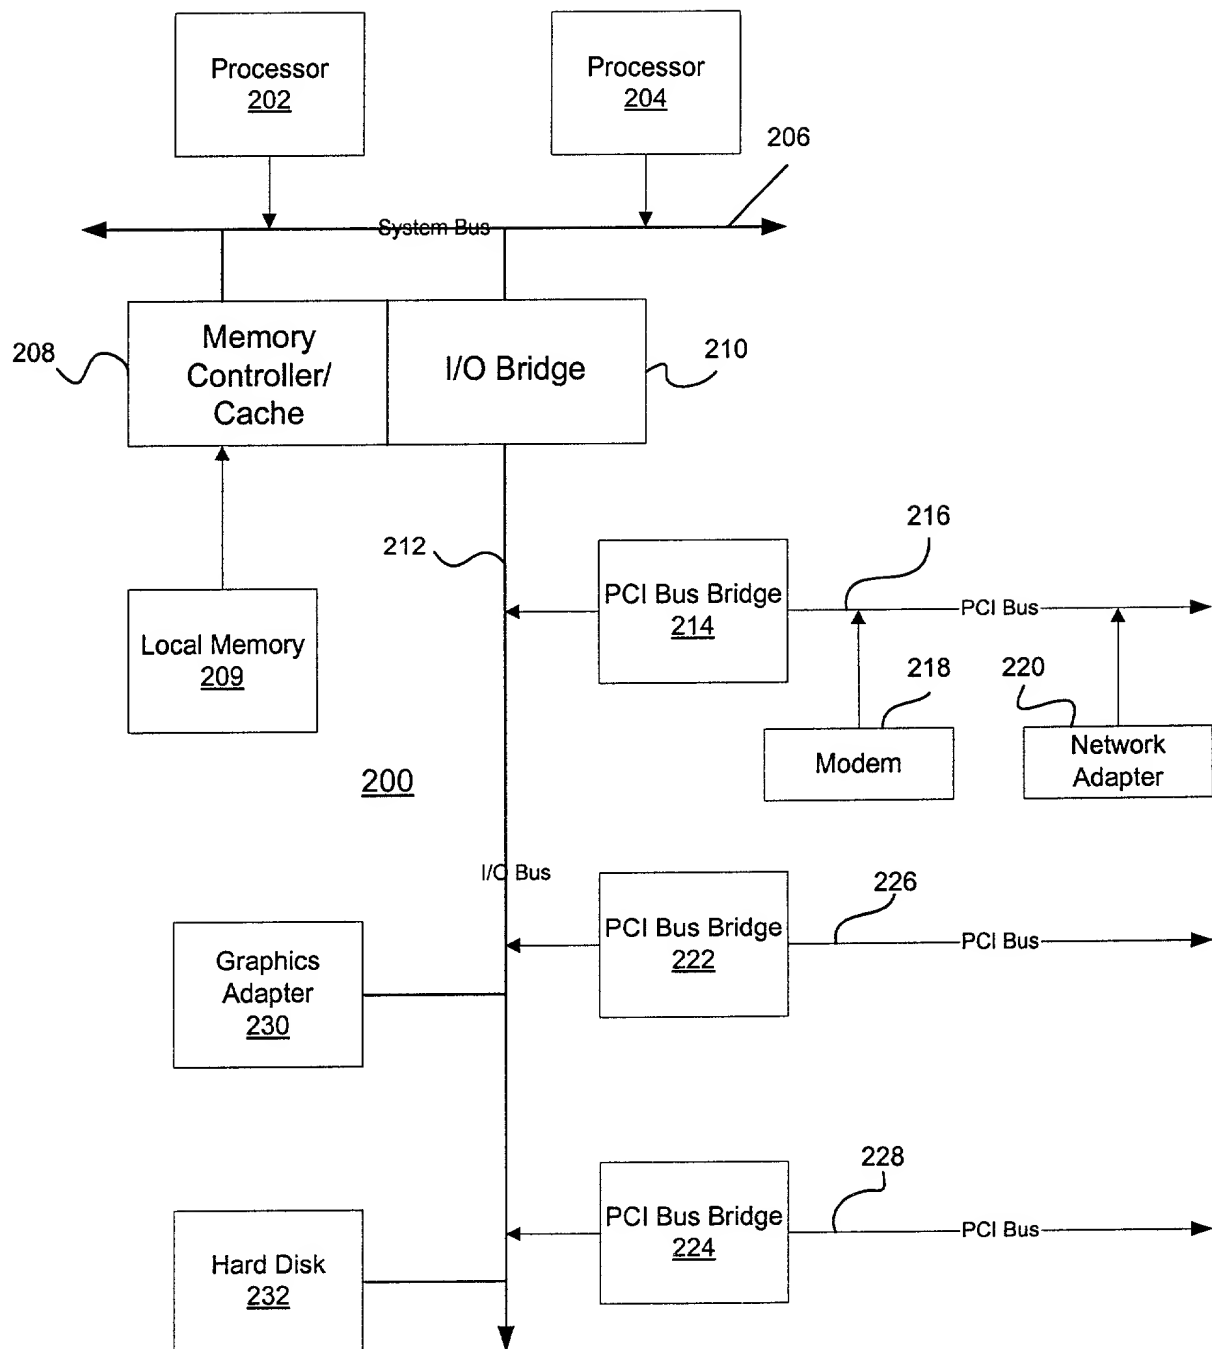 Processor
202
Processor
204
206
System Bus
208
Memory
Controller/
Cache
I/O Bridge
210
212
216
PCI Bus Bridge
214
PCI Bus
Local Memory
209
218
220
Modem
Network
Adapter
200
I/O Bus
PCI Bus Bridge
222
226
PCI Bus
Graphics
Adapter
230
228
PCI Bus Bridge
224
PCI Bus
Hard Disk
232